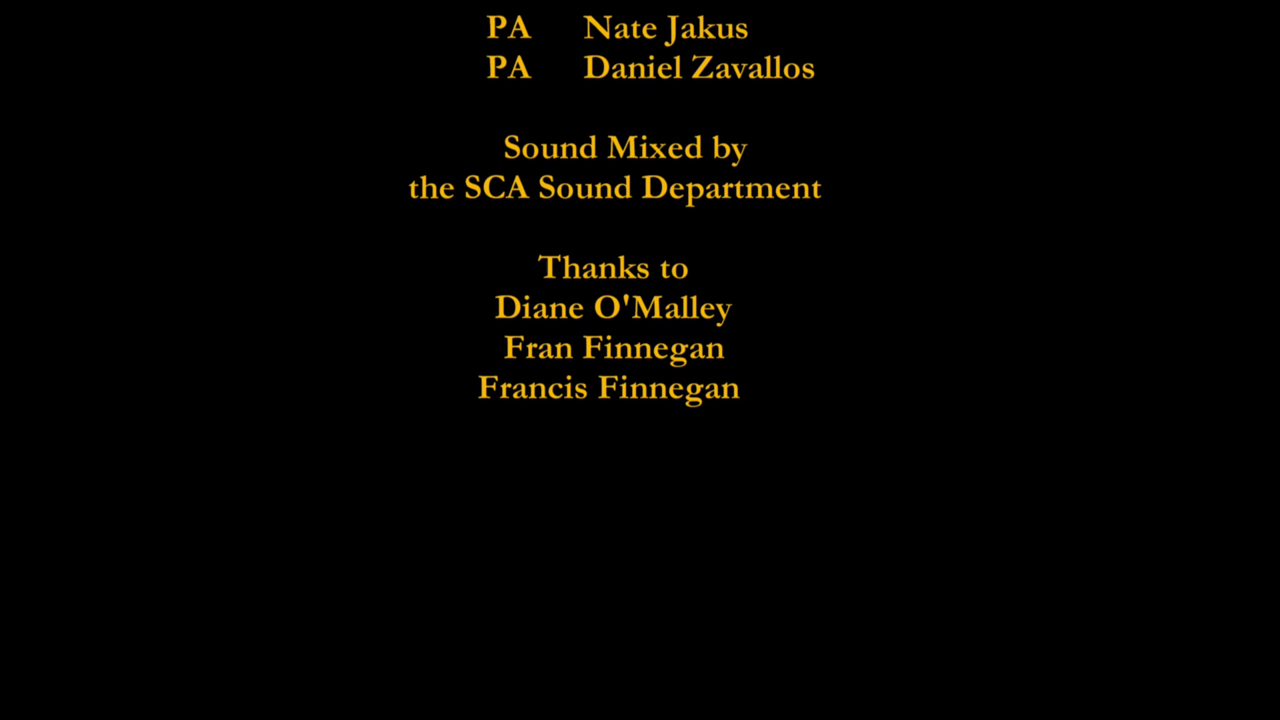 PA Nate Jakus
PA Daniel Zavallos
Sound Mixed by
the SCA Sound Department
Thanks to
Diane O'Malley
Fran Finnegan
Francis Finnegan